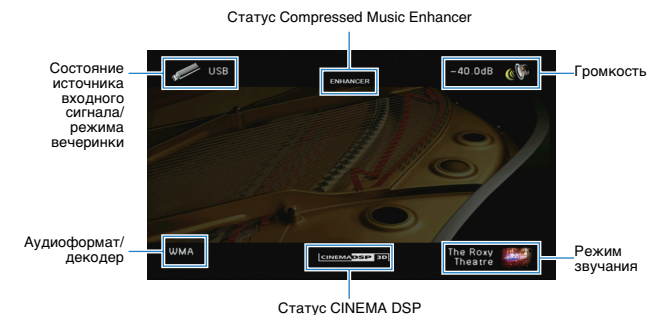 Статус Compressed Music Enhancer
Состояние
источника
входного
сигнала/
режима
вечеринки
USB
ENHANCER
-40.0dB
Громкость
Аудиоформат/
декодер
WMA
CINEMA DSP 3D
The Roxy
Theatre
Режим
звучания
Статус CINEMA DSP